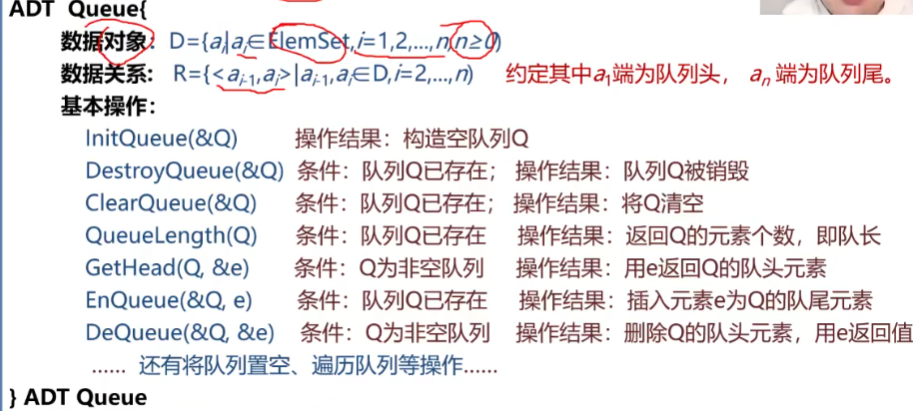 ADT Queue{
数据对象：D={aᵢ|aᵢ∈ElemSet,i=1,2,...,n,n≥0}
数据关系：R={<aᵢ₋₁,aᵢ>|aᵢ₋₁,aᵢ∈D,i=2,...,n} 约定其中a₁端为队列头， aₙ 端为队列尾。
基本操作：
InitQueue(&Q) 操作结果：构造空队列Q
DestroyQueue(&Q) 条件：队列Q已存在； 操作结果：队列Q被销毁
ClearQueue(&Q) 条件：队列Q已存在； 操作结果：将Q清空
QueueLength(Q) 条件：队列Q已存在 操作结果：返回Q的元素个数，即队长
GetHead(Q, &e) 条件：Q为非空队列 操作结果：用e返回Q的队头元素
EnQueue(&Q, e) 条件：队列Q已存在 操作结果：插入元素e为Q的队尾元素
DeQueue(&Q, &e) 条件：Q为非空队列 操作结果：删除Q的队头元素，用e返回值
...... 还有将队列置空、遍历队列等操作......
} ADT Queue